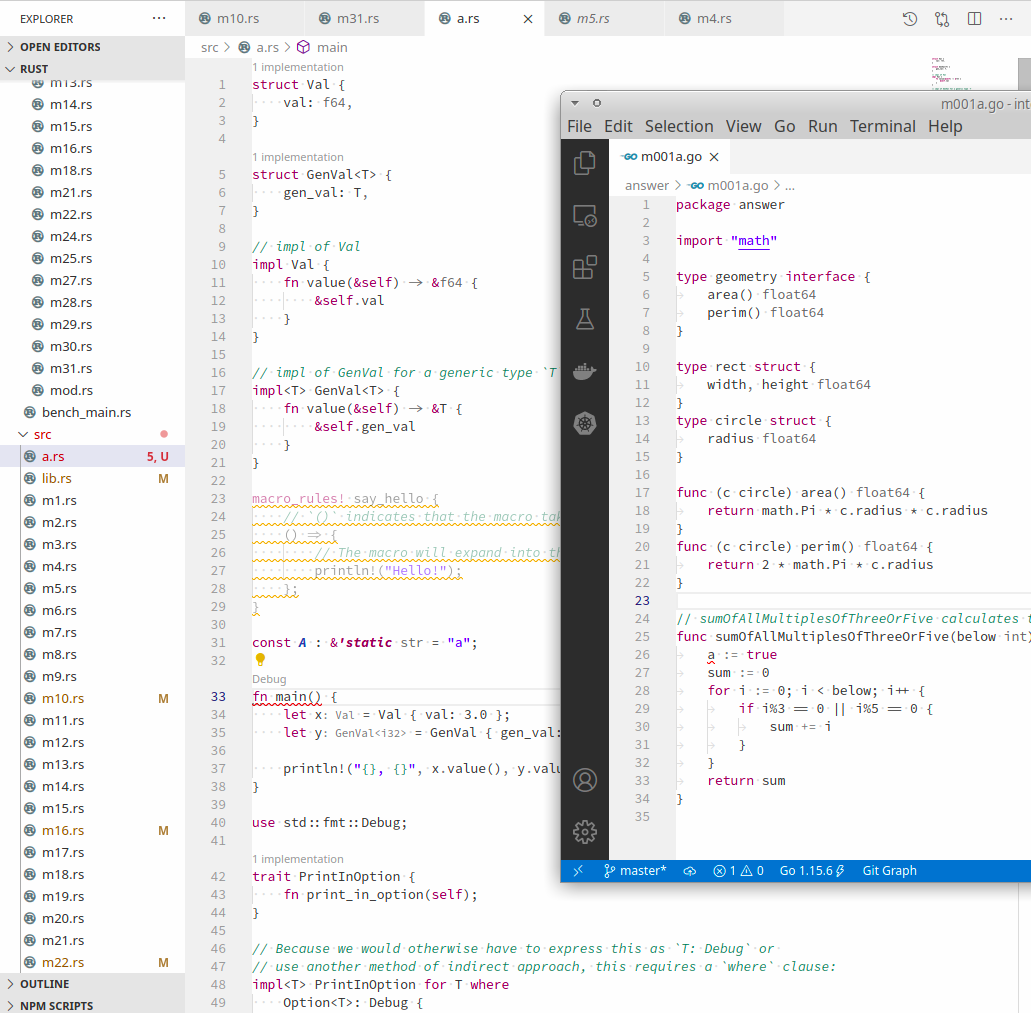 EXPLORER
OPEN EDITORS
RUST
m13.rs
m14.rs
m15.rs
m16.rs
m18.rs
m21.rs
m22.rs
m24.rs
m25.rs
m27.rs
m28.rs
m29.rs
m30.rs
m31.rs
mod.rs
bench_main.rs
src
a.rs 5, U
lib.rs M
m1.rs
m2.rs
m3.rs
m4.rs
m5.rs
m6.rs
m7.rs
m8.rs
m9.rs
m10.rs M
m11.rs
m12.rs
m13.rs
m14.rs
m15.rs
m16.rs M
m17.rs
m18.rs
m19.rs
m20.rs
m21.rs
m22.rs M
OUTLINE
NPM SCRIPTS
m10.rs m31.rs a.rs m5.rs m4.rs
src > a.rs > main
1 implementation
1 struct Val {
2 val: f64,
3 }
4
1 implementation
5 struct GenVal<T> {
6 gen_val: T,
7 }
8
9 // impl of Val
10 impl Val {
11 fn value(&self) -> &f64 {
12 &self.val
13 }
14 }
15
16 // impl of GenVal for a generic type `T
17 impl<T> GenVal<T> {
18 fn value(&self) -> &T {
19 &self.gen_val
20 }
21 }
22
23 macro_rules! say_hello {
24 // `()` indicates that the macro tak
25 () => {
26 // The macro will expand into th
27 println!("Hello!");
28 };
29 }
30
31 const A : &'static str = "a";
32
Debug
33 fn main() {
34 let x: Val = Val { val: 3.0 };
35 let y: GenVal<i32> = GenVal { gen_val:
36
37 println!("{}, {}", x.value(), y.valu
38 }
39
40 use std::fmt::Debug;
41
1 implementation
42 trait PrintInOption {
43 fn print_in_option(self);
44 }
45
46 // Because we would otherwise have to express this as `T: Debug` or
47 // use another method of indirect approach, this requires a `where` clause:
48 impl<T> PrintInOption for T where
49 Option<T>: Debug {
m001a.go - inte
File Edit Selection View Go Run Terminal Help
m001a.go
answer > m001a.go > ...
1 package answer
2
3 import "math"
4
5 type geometry interface {
6 area() float64
7 perim() float64
8 }
9
10 type rect struct {
11 width, height float64
12 }
13 type circle struct {
14 radius float64
15 }
16
17 func (c circle) area() float64 {
18 return math.Pi * c.radius * c.radius
19 }
20 func (c circle) perim() float64 {
21 return 2 * math.Pi * c.radius
22 }
23
24 // sumOfAllMultiplesOfThreeOrFive calculates t
25 func sumOfAllMultiplesOfThreeOrFive(below int)
26 a := true
27 sum := 0
28 for i := 0; i < below; i++ {
29 if i%3 == 0 || i%5 == 0 {
30 sum += i
31 }
32 }
33 return sum
34 }
35
master* 1 0 Go 1.15.6 Git Graph